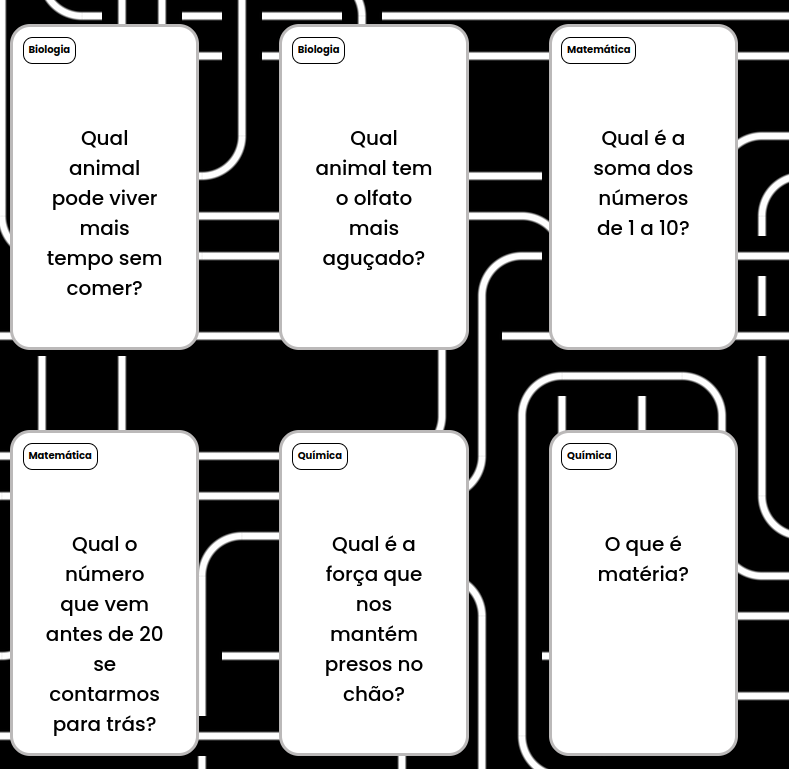 Biologia
Qual
animal
pode viver
mais
tempo sem
comer?
Biologia
Qual
animal tem
o olfato
mais
aguçado?
Matemática
Qual é a
soma dos
números
de 1 a 10?
Matemática
Qual o
número
que vem
antes de 20
se
contarmos
para trás?
Química
Qual é a
força que
nos
mantém
presos no
chão?
Química
O que é
matéria?